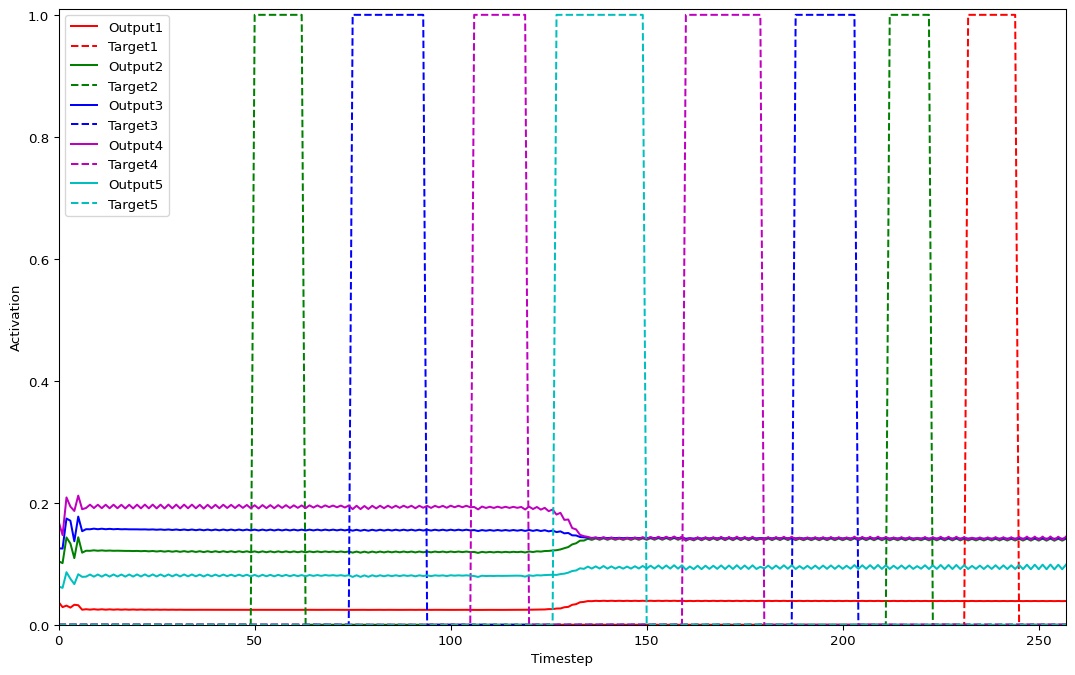 1.0
0.8
0.6
0.4
0.2
0.0
Activation
Output1
Target1
Output2
Target2
Output3
Target3
Output4
Target4
Output5
Target5
0
50
100
150
200
250
Timestep